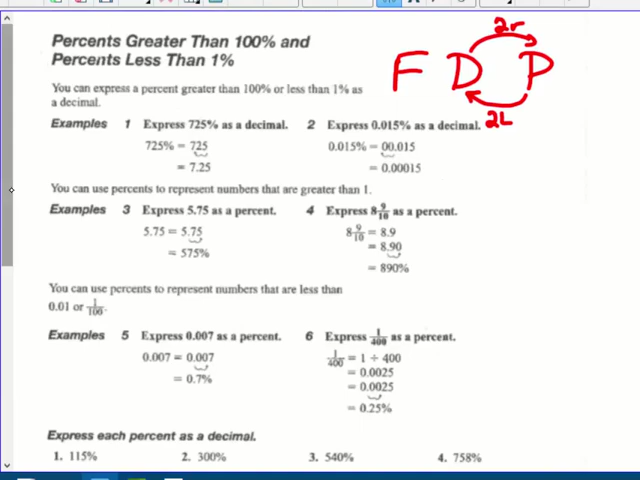 Percents Greater Than 100% and
Percents Less Than 1%
F D P
2r
2L
You can express a percent greater than 100% or less than 1% as
a decimal.
Examples 1 Express 725% as a decimal. 2 Express 0.015% as a decimal.
725% = 725 0.015% = 00.015
= 7.25 = 0.00015
You can use percents to represent numbers that are greater than 1.
Examples 3 Express 5.75 as a percent. 4 Express 8 9/10 as a percent.
5.75 = 5.75 8 9/10 = 8.9
= 575% = 8.90
= 890%
You can use percents to represent numbers that are less than
0.01 or 1/100.
Examples 5 Express 0.007 as a percent. 6 Express 1/400 as a percent.
0.007 = 0.007 1/400 = 1 ÷ 400
= 0.7% = 0.0025
= 0.0025
= 0.25%
Express each percent as a decimal.
1. 115% 2. 300% 3. 540% 4. 758%